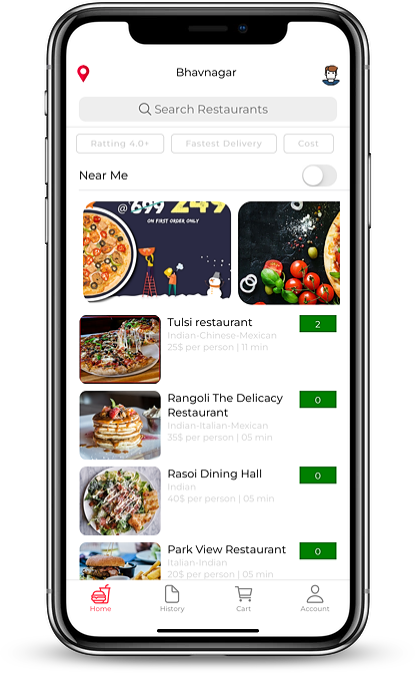 Bhavnagar
Search Restaurants
Ratting 4.0+
Fastest Delivery
Cost
Near Me
@ 699 249
ON FIRST ORDER ONLY
Tulsi restaurant
2
Indian-Chinese-Mexican
25$ per person | 11 min
Rangoli The Delicacy
Restaurant
0
Indian-Italian-Mexican
35$ per person | 05 min
Rasoi Dining Hall
0
Indian
40$ per person | 05 min
Park View Restaurant
0
Italian-Indian
20$ per person | 05 min
Home
History
Cart
Account